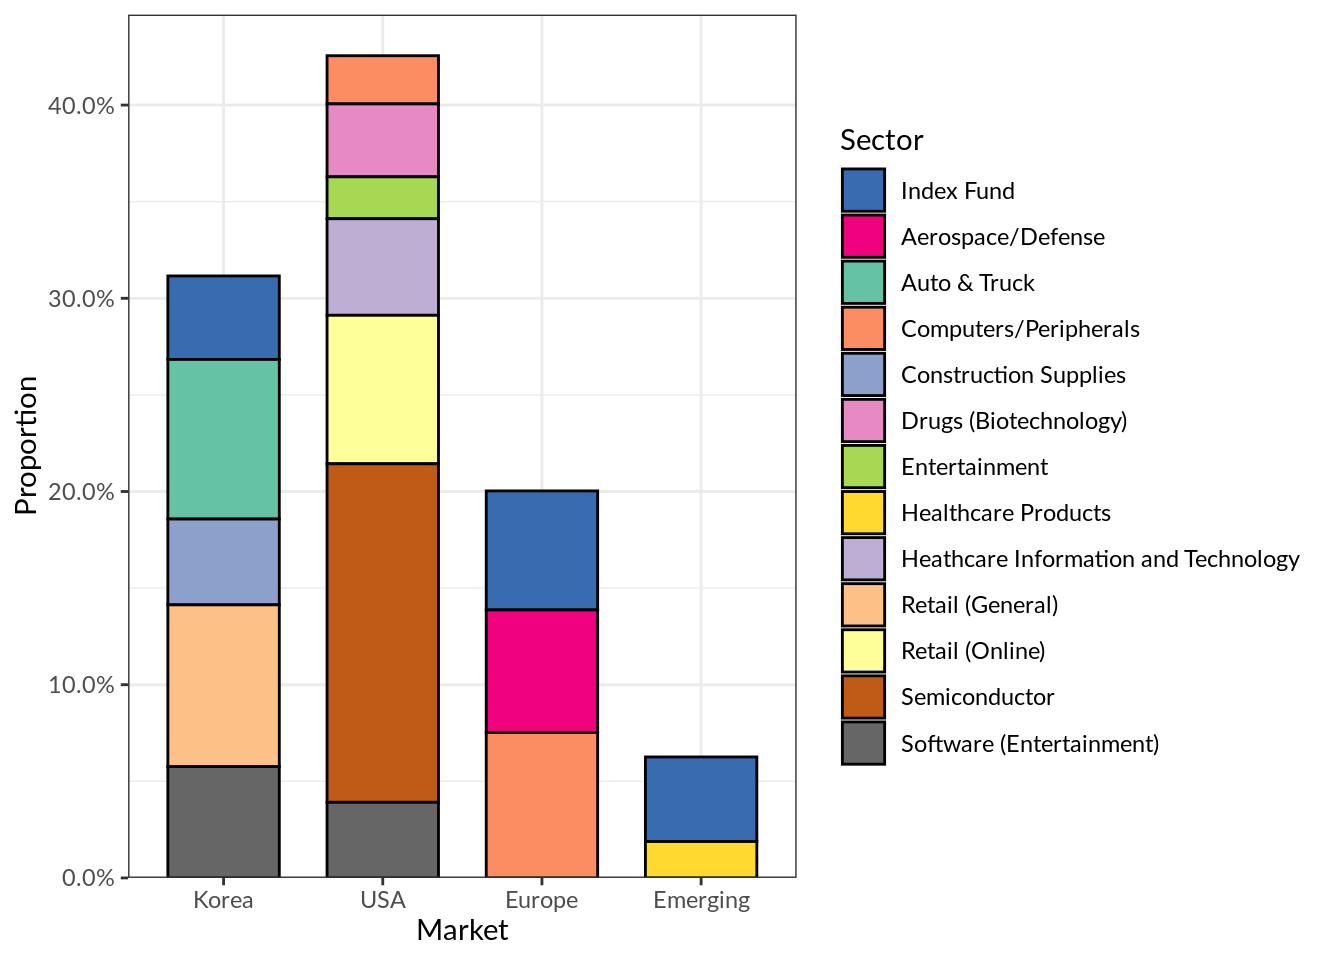 40.0%
30.0%
20.0%
10.0%
0.0%
Proportion
Korea
USA
Europe
Emerging
Market
Sector
Index Fund
Aerospace/Defense
Auto & Truck
Computers/Peripherals
Construction Supplies
Drugs (Biotechnology)
Entertainment
Healthcare Products
Heathcare Information and Technology
Retail (General)
Retail (Online)
Semiconductor
Software (Entertainment)